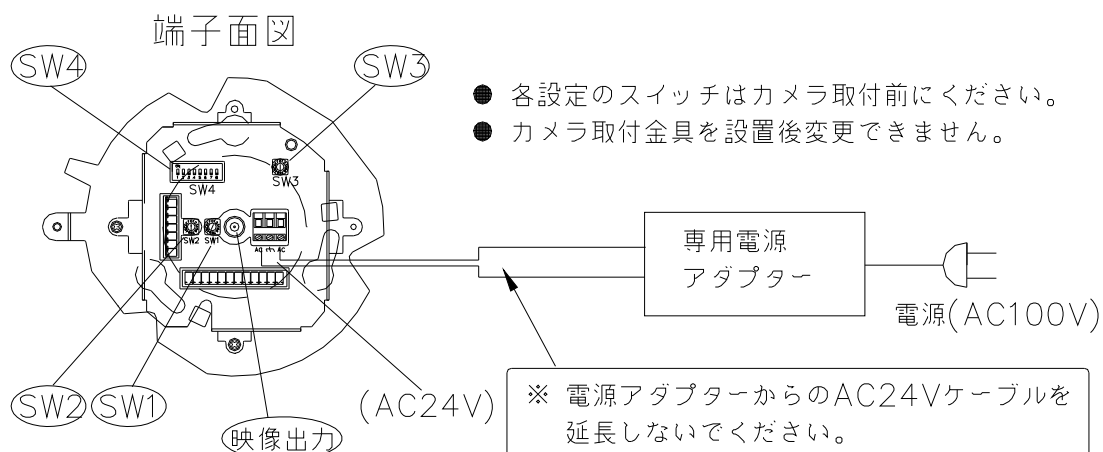 端子面図
SW4
SW3
● 各設定のスイッチはカメラ取付前にください。
● カメラ取付金具を設置後変更できません。
SW4
SW3
SW2
SW1
AC
AC
専用電源
アダプター
電源(AC100V)
SW2
SW1
(AC24V)
映像出力
※ 電源アダプターからのAC24Vケーブルを
延長しないでください。